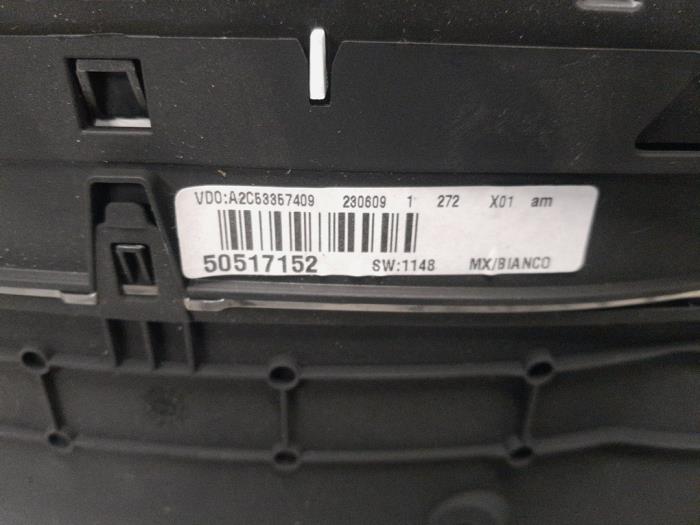 VDO:A2C53357409 230609 1 272 X01 am
50517152 SW:1148 MX/BIANCO